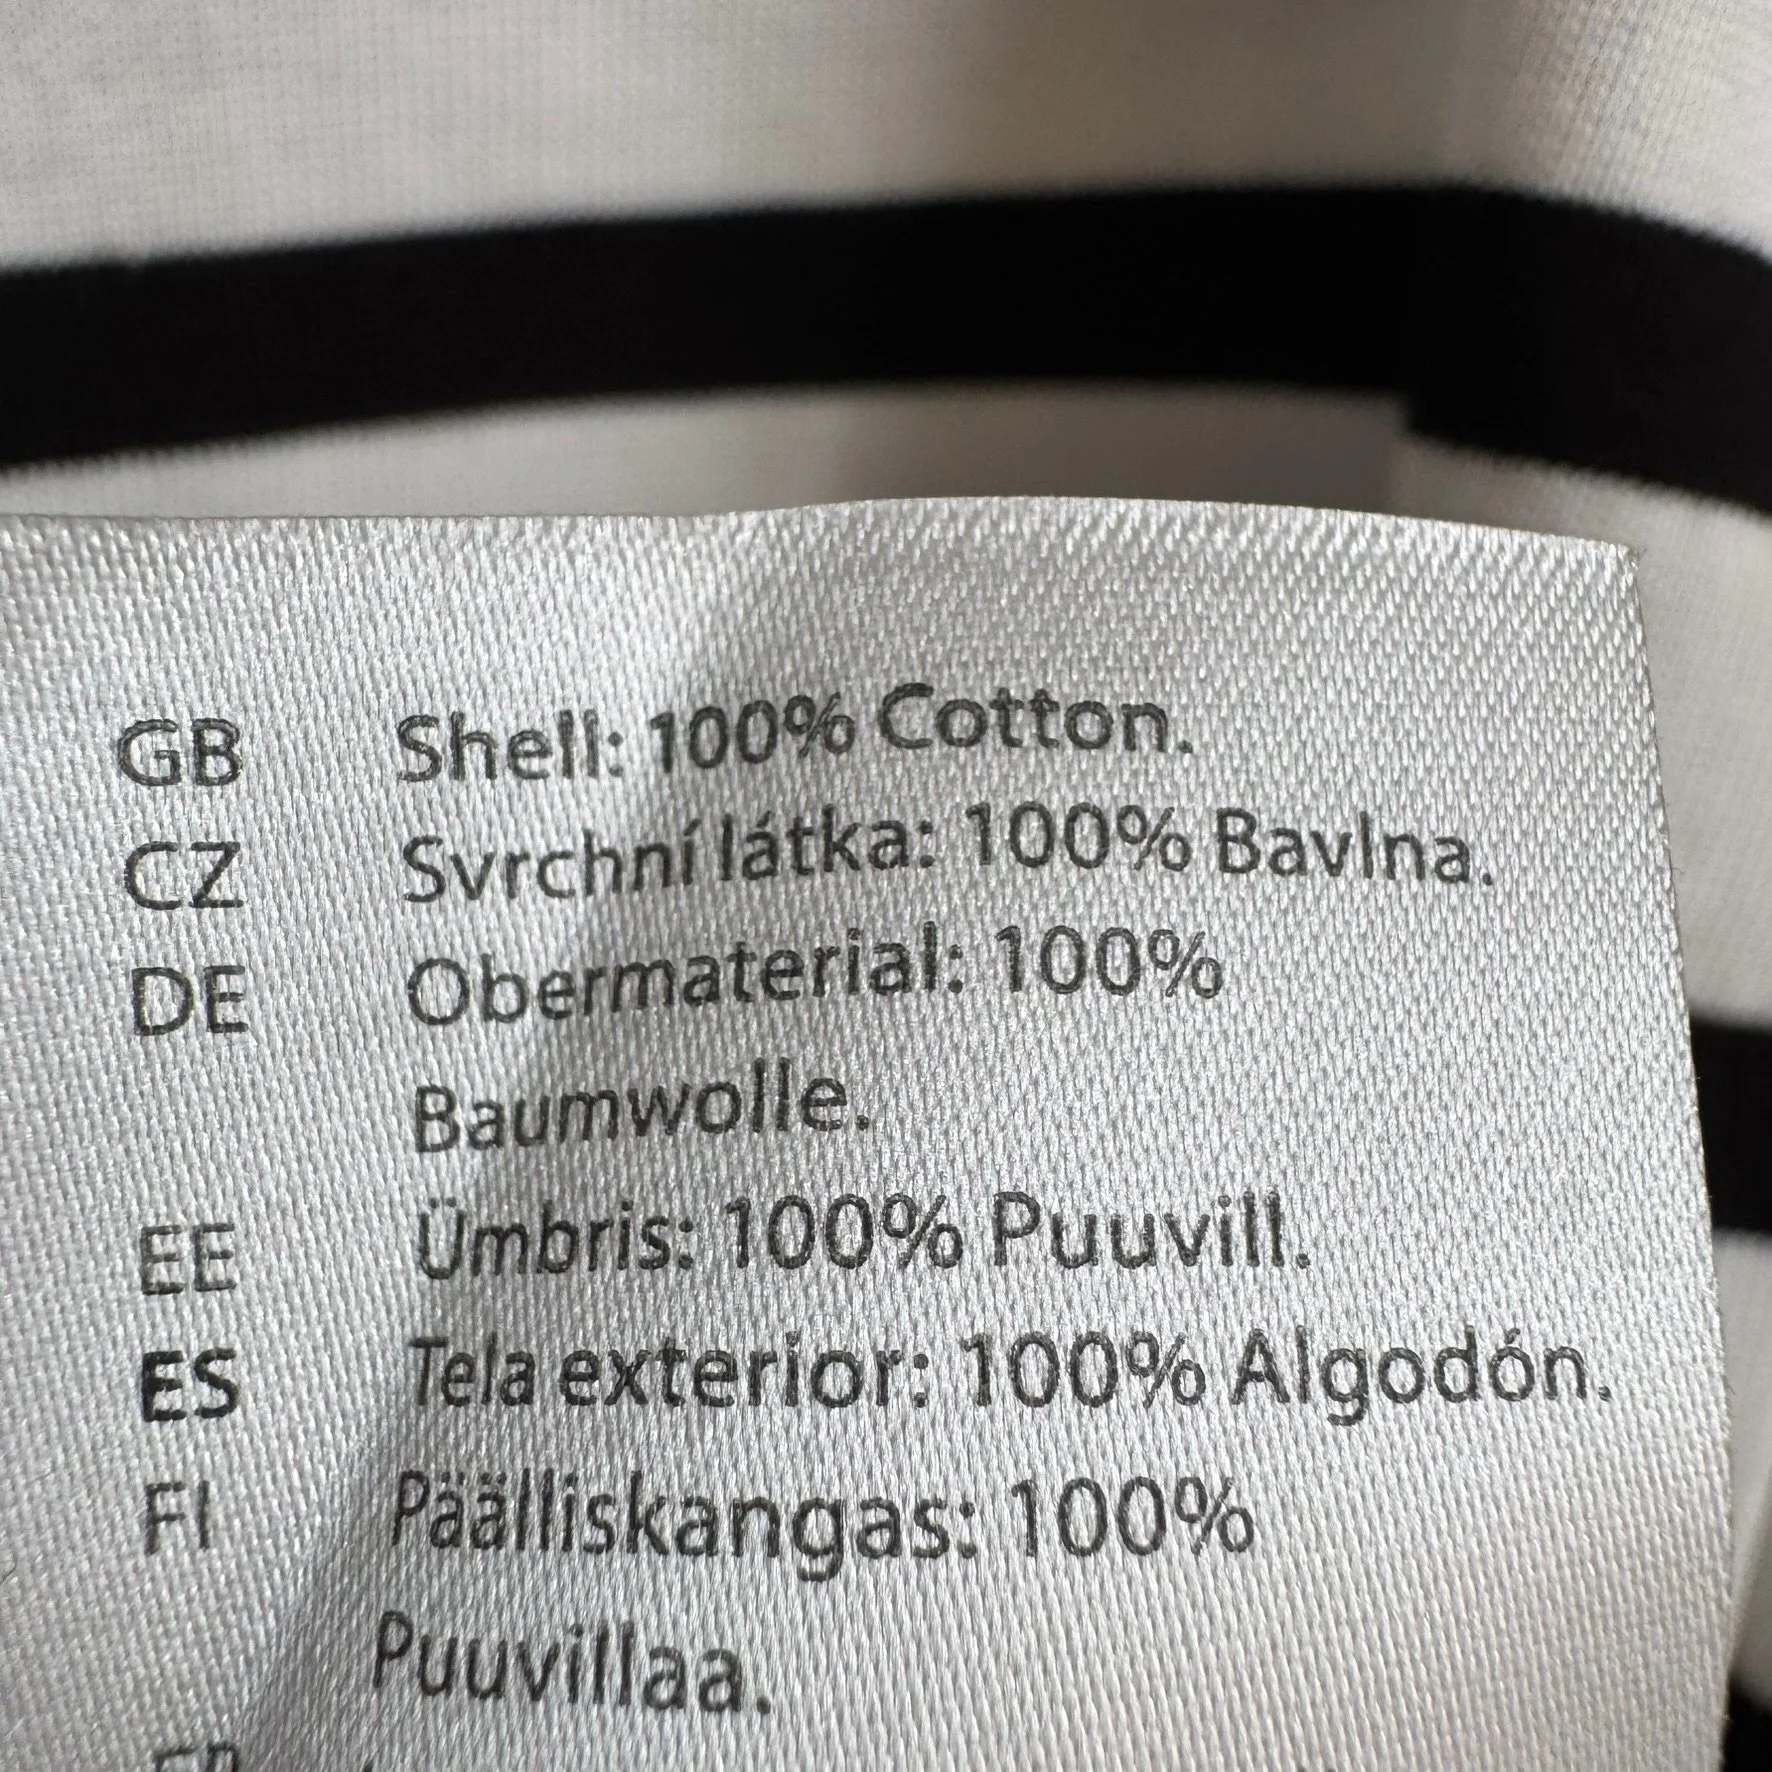 GB Shell: 100% Cotton.
CZ Svrchní látka: 100% Bavlna.
DE Obermaterial: 100%
Baumwolle.
EE Ümbris: 100% Puuvill.
ES Tela exterior: 100% Algodón.
FI Päälliskangas: 100%
Puuvillaa.